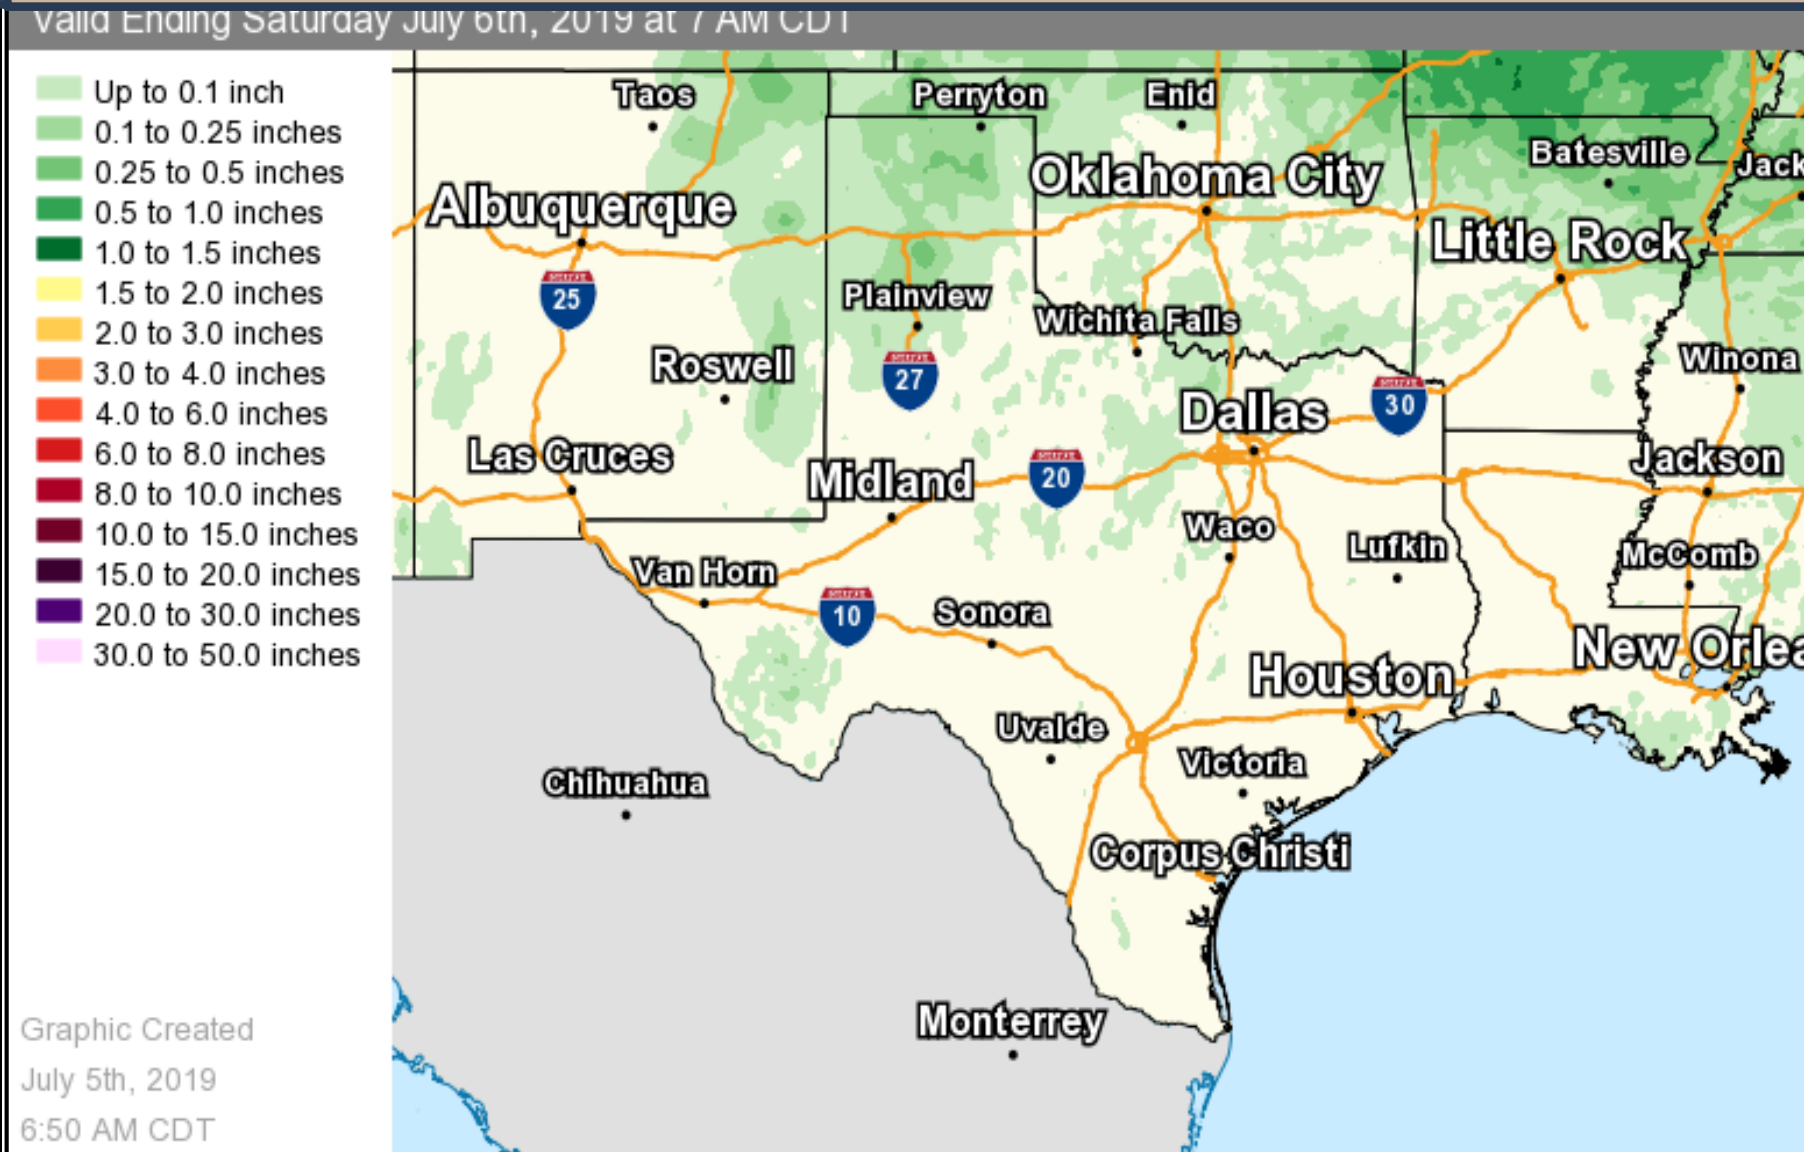 Valid Ending Saturday July 6th, 2019 at 7 AM CDT
Up to 0.1 inch
0.1 to 0.25 inches
0.25 to 0.5 inches
0.5 to 1.0 inches
1.0 to 1.5 inches
1.5 to 2.0 inches
2.0 to 3.0 inches
3.0 to 4.0 inches
4.0 to 6.0 inches
6.0 to 8.0 inches
8.0 to 10.0 inches
10.0 to 15.0 inches
15.0 to 20.0 inches
20.0 to 30.0 inches
30.0 to 50.0 inches
Graphic Created
July 5th, 2019
6:50 AM CDT
Taos
Perryton
Enid
Batesville
Jack
Oklahoma City
Albuquerque
Little Rock
25
Plainview
Wichita Falls
Roswell
27
Winona
Dallas
30
Las Cruces
Midland
20
Jackson
Waco
Lufkin
McComb
Van Horn
10
Sonora
New Orlea
Houston
Uvalde
Victoria
Chihuahua
Corpus Christi
Monterrey